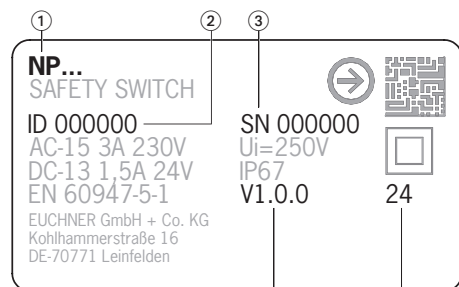 ① ② ③
NP...
SAFETY SWITCH
ID 000000 SN 000000
AC-15 3A 230V Ui=250V
DC-13 1,5A 24V IP67
EN 60947-5-1 V1.0.0 24
EUCHNER GmbH + Co. KG
Kohlhammerstraße 16
DE-70771 Leinfelden